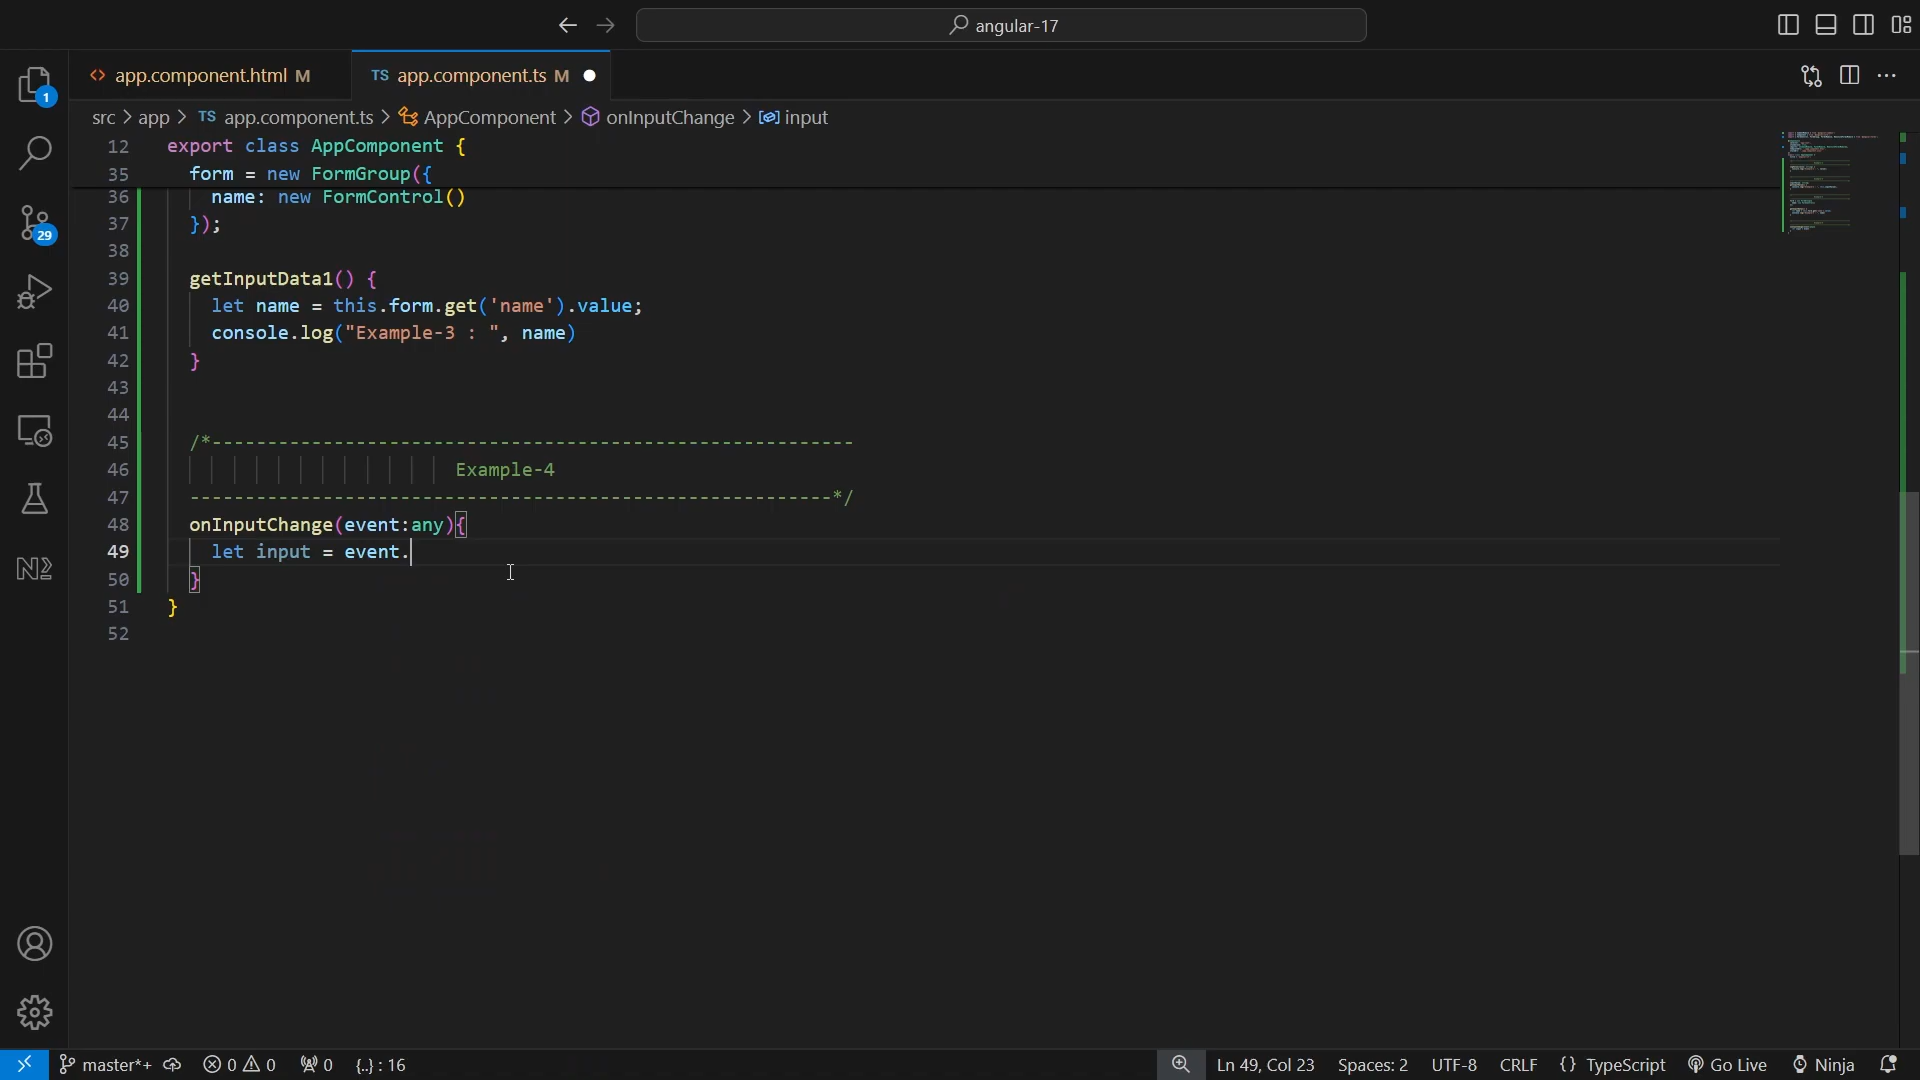 angular-17
app.component.html M
TS app.component.ts M
src > app > TS app.component.ts > AppComponent > onInputChange > input
1
29
12 export class AppComponent {
35 form = new FormGroup({
36 name: new FormControl()
37 });
38
39 getInputData1() {
40 let name = this.form.get('name').value;
41 console.log("Example-3 : ", name)
42 }
43
44
45 /*----------------------------------------------------------
46 Example-4
47 ----------------------------------------------------------*/
48 onInputChange(event:any){
49 let input = event.
50 }
51 }
52
master*+ 0 0 0 {..} : 16 Ln 49, Col 23 Spaces: 2 UTF-8 CRLF {} TypeScript Go Live Ninja